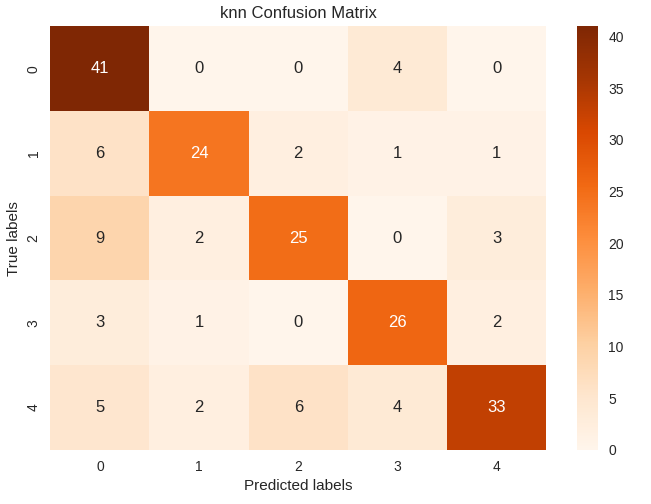 knn Confusion Matrix
True labels
0 41 0 0 4 0
1 6 24 2 1 1
2 9 2 25 0 3
3 3 1 0 26 2
4 5 2 6 4 33
0 1 2 3 4
Predicted labels
40
35
30
25
20
15
10
5
0